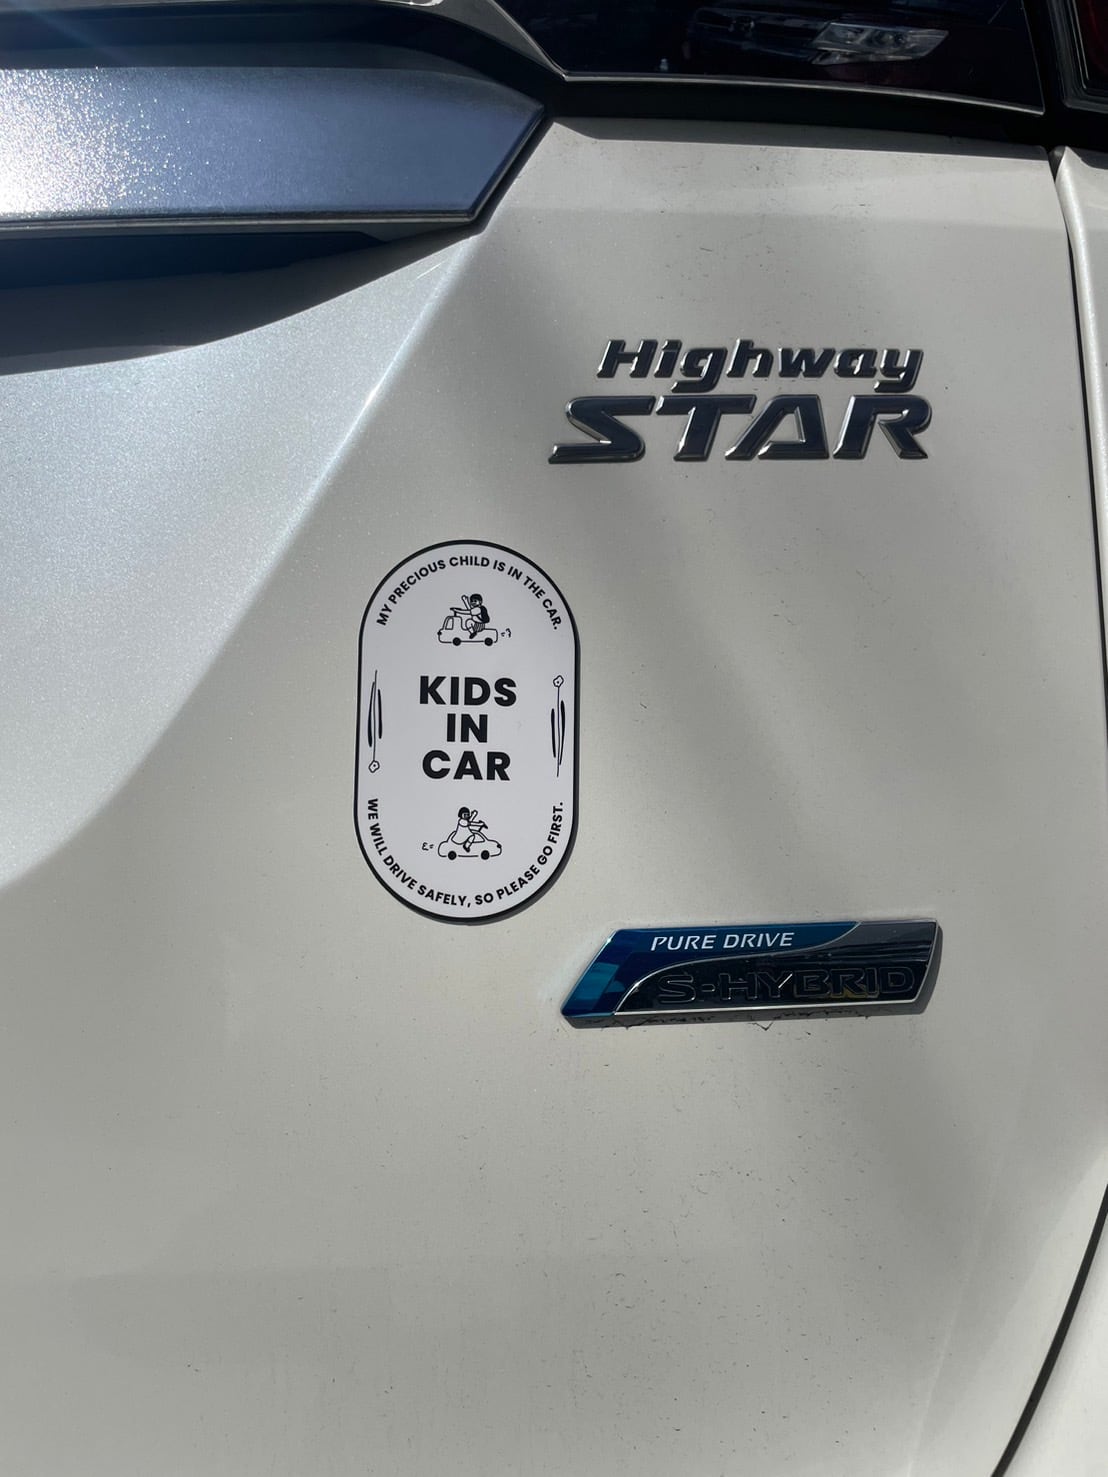 Highway
STAR
MY PRECIOUS CHILD IS IN THE CAR.
KIDS
IN
CAR
WE WILL DRIVE SAFELY, SO PLEASE GO FIRST.
PURE DRIVE
S-HYBRID